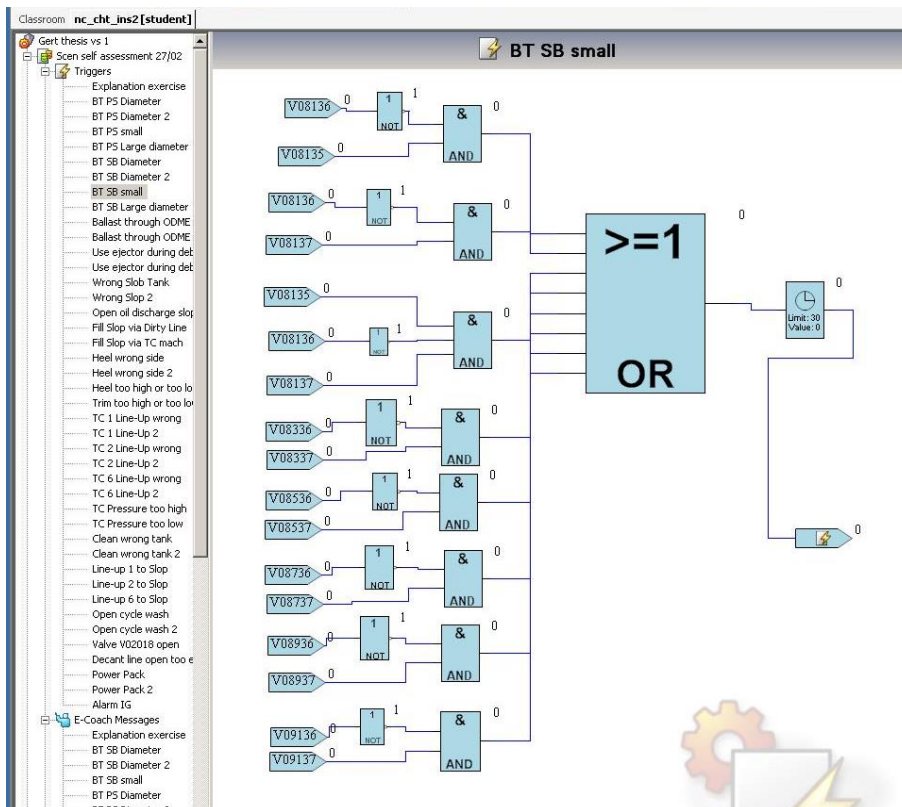 Classroom nc_cht_ins2 [student]
Gert thesis vs 1
Scen self assessment 27/02
Triggers
Explanation exercise
BT PS Diameter
BT PS Diameter 2
BT PS small
BT PS Large diameter
BT SB Diameter
BT SB Diameter 2
BT SB small
BT SB Large diameter
Ballast through ODME
Ballast through ODME
Use ejector during deb
Use ejector during deb
Wrong Slob Tank
Wrong Slop 2
Open oil discharge slop
Fill Slop via Dirty Line
Fill Slop via TC mach
Heel wrong side
Heel wrong side 2
Heel too high or too lo
Trim too high or too lo
TC 1 Line-Up wrong
TC 1 Line-Up 2
TC 2 Line-Up wrong
TC 2 Line-Up 2
TC 6 Line-Up wrong
TC 6 Line-Up 2
TC Pressure too high
TC Pressure too low
Clean wrong tank
Clean wrong tank 2
Line-up 1 to Slop
Line-up 2 to Slop
Line-up 6 to Slop
Open cycle wash
Open cycle wash 2
Valve V02018 open
Decant line open too e
Power Pack
Power Pack 2
Alarm IG
E-Coach Messages
Explanation exercise
BT SB Diameter
BT SB Diameter 2
BT SB small
BT PS Diameter
BT SB small
V08136 0 1 NOT 1 & AND 0
V08135 0
V08136 0 1 NOT 1 & AND 0
V08137 0
V08135 0
V08136 0 1 NOT 1 & AND 0
V08137 0
V08336 0 1 NOT 1 & AND 0
V08337 0
V08536 0 1 NOT 1 & AND 0
V08537 0
V08736 0 1 NOT 1 & AND 0
V08737 0
V08936 0 1 NOT 1 & AND 0
V08937 0
V09136 0 1 NOT 1 & AND 0
V09137 0
>=1
OR
0
Limit: 30
Value: 0
0
0